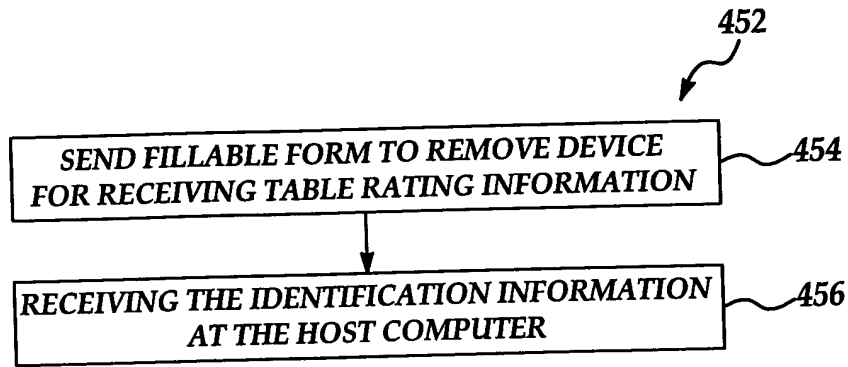 452
SEND FILLABLE FORM TO REMOVE DEVICE
FOR RECEIVING TABLE RATING INFORMATION
454
RECEIVING THE IDENTIFICATION INFORMATION
AT THE HOST COMPUTER
456